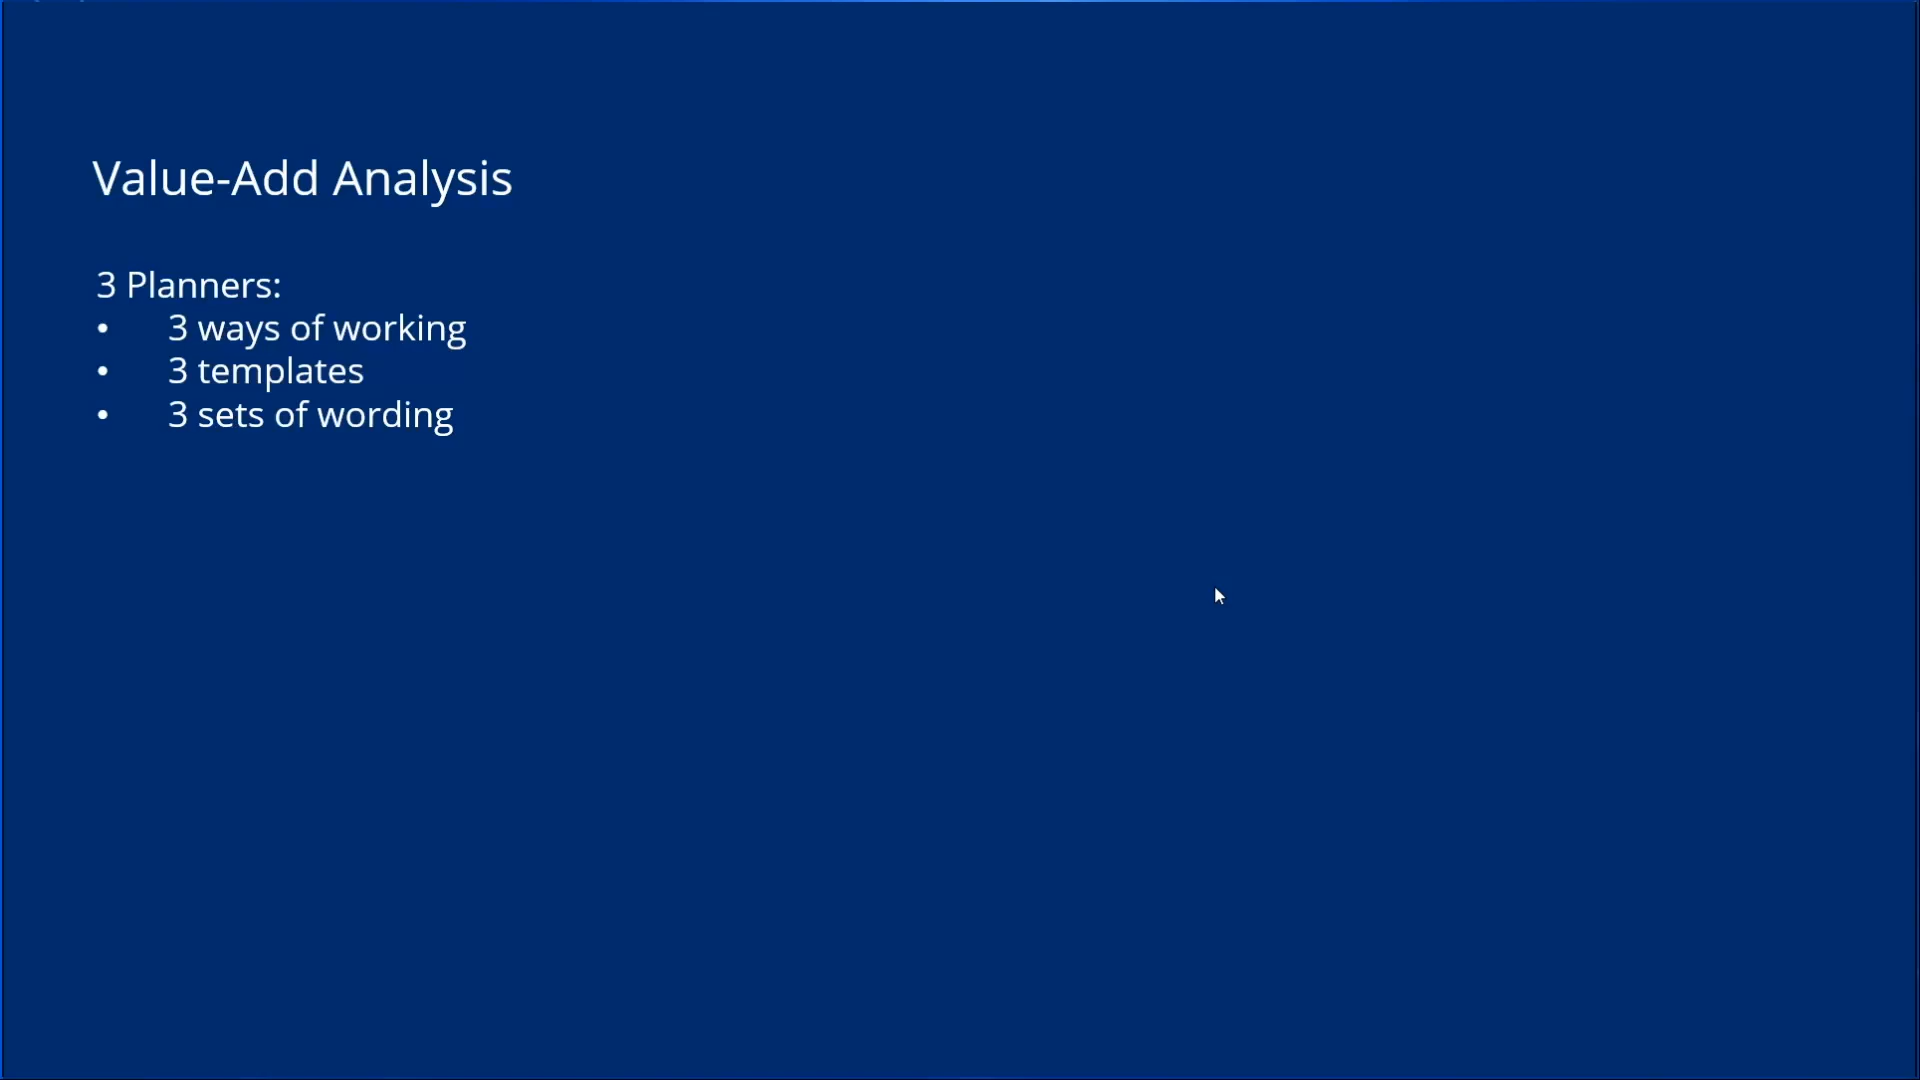 Value-Add Analysis
3 Planners:
• 3 ways of working
• 3 templates
• 3 sets of wording